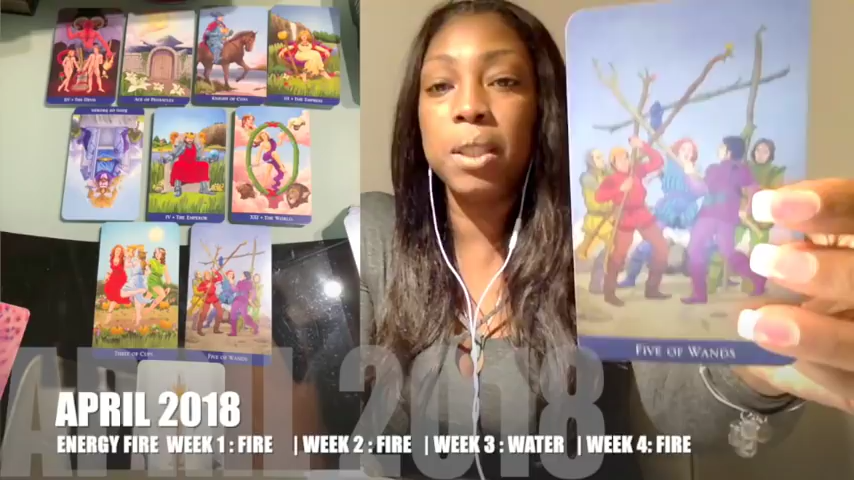 XV • THE DEVIL
ACE OF PENTACLES
KNIGHT OF CUPS
III • THE EMPRESS
IV • THE EMPEROR
XXI • THE WORLD
THREE OF CUPS
FIVE OF WANDS
FIVE OF WANDS
APRIL 2018
APRIL 2018
ENERGY FIRE WEEK 1 : FIRE | WEEK 2 : FIRE | WEEK 3 : WATER | WEEK 4: FIRE